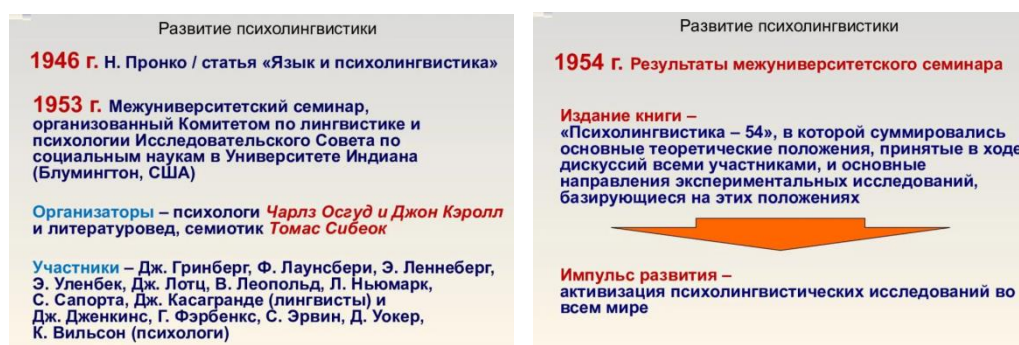 Развитие психолингвистики
1946 г. Н. Пронко / статья «Язык и психолингвистика»
1953 г. Межуниверситетский семинар,
организованный Комитетом по лингвистике и
психологии Исследовательского Совета по
социальным наукам в Университете Индиана
(Блумингтон, США)
Организаторы – психологи Чарлз Осгуд и Джон Кэролл
и литературовед, семиотик Томас Сибеок
Участники – Дж. Гринберг, Ф. Лаунсбери, Э. Леннеберг,
Э. Уленбек, Дж. Лотц, В. Леопольд, Л. Ньюмарк,
С. Сапорта, Дж. Касагранде (лингвисты) и
Дж. Дженкинс, Г. Фэрбенкс, С. Эрвин, Д. Уокер,
К. Вильсон (психологи)
Развитие психолингвистики
1954 г. Результаты межуниверситетского семинара
Издание книги –
«Психолингвистика – 54», в которой суммировались
основные теоретические положения, принятые в ходе
дискуссий всеми участниками, и основные
направления экспериментальных исследований,
базирующиеся на этих положениях
Импульс развития –
активизация психолингвистических исследований во
всем мире